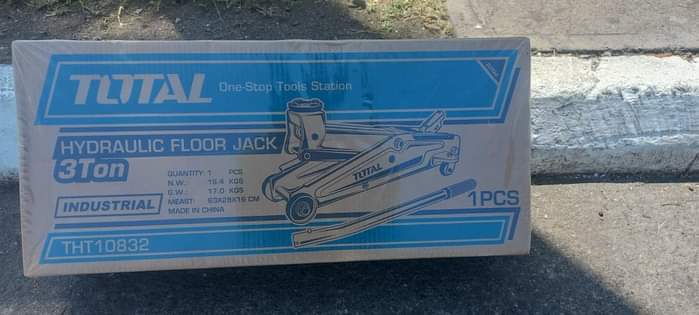 TOTAL
One-Stop Tools Station
HYDRAULIC FLOOR JACK
3Ton
QUANTITY: 1 PCS
N.W.: 15.4 KGS
G.W.: 17.0 KGS
MEAST: 63X28X16 CM
MADE IN CHINA
INDUSTRIAL
TOTAL
1PCS
THT10832